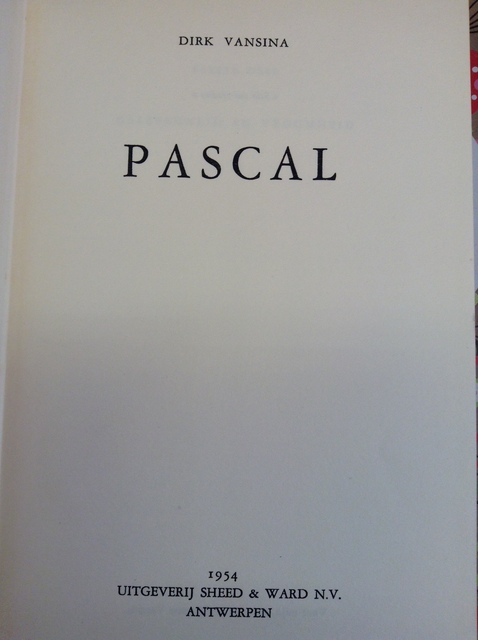 DIRK VANSINA
PASCAL
1954
UITGEVERIJ SHEED & WARD N.V.
ANTWERPEN